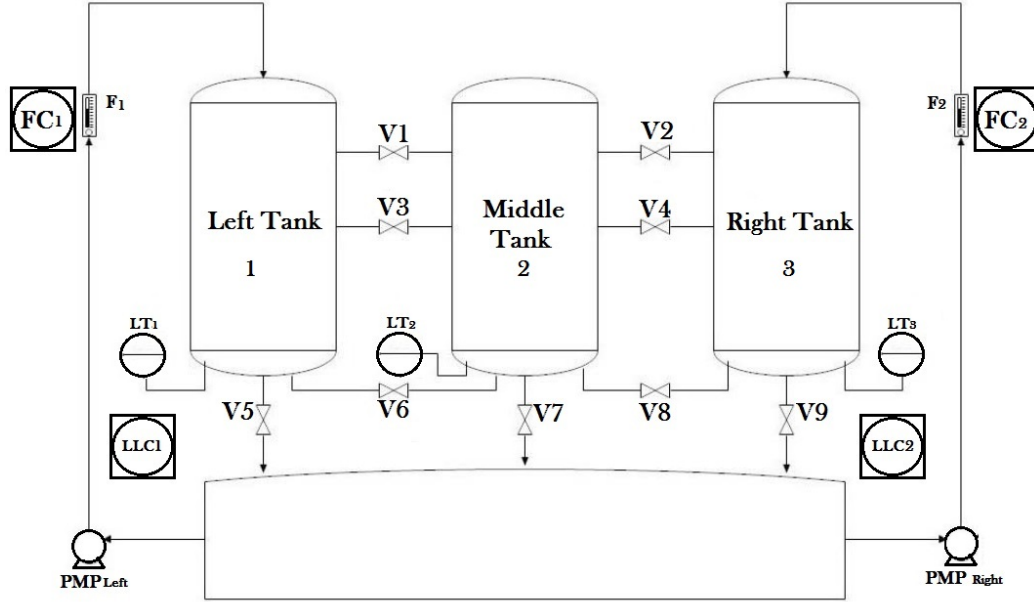 FC1
F1
F2
FC2
V1
V2
V3
V4
Left Tank
1
Middle
Tank
2
Right Tank
3
LT1
LT2
LT3
V5
V6
V7
V8
V9
LLC1
LLC2
PMP Left
PMP Right